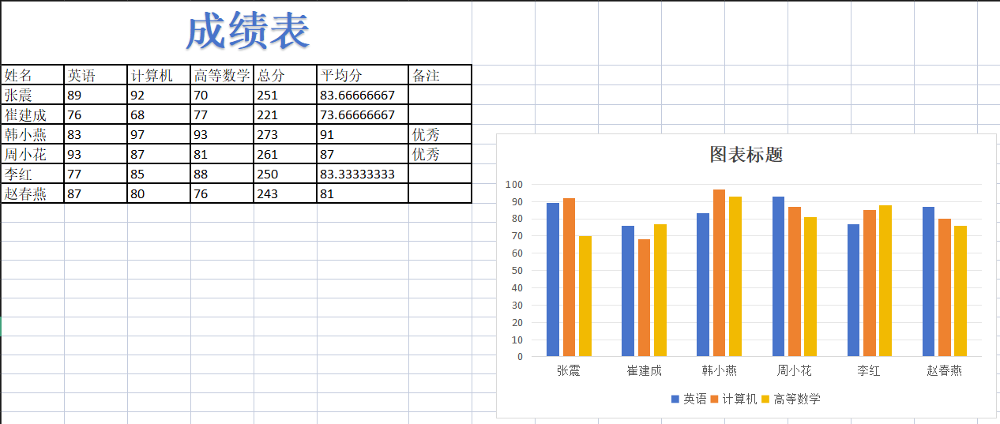 成绩表
姓名 英语 计算机 高等数学 总分 平均分 备注
张震 89 92 70 251 83.66666667
崔建成 76 68 77 221 73.66666667
韩小燕 83 97 93 273 91 优秀
周小花 93 87 81 261 87 优秀
李红 77 85 88 250 83.33333333
赵春燕 87 80 76 243 81
图表标题
100
90
80
70
60
50
40
30
20
10
0
张震 崔建成 韩小燕 周小花 李红 赵春燕
英语 计算机 高等数学